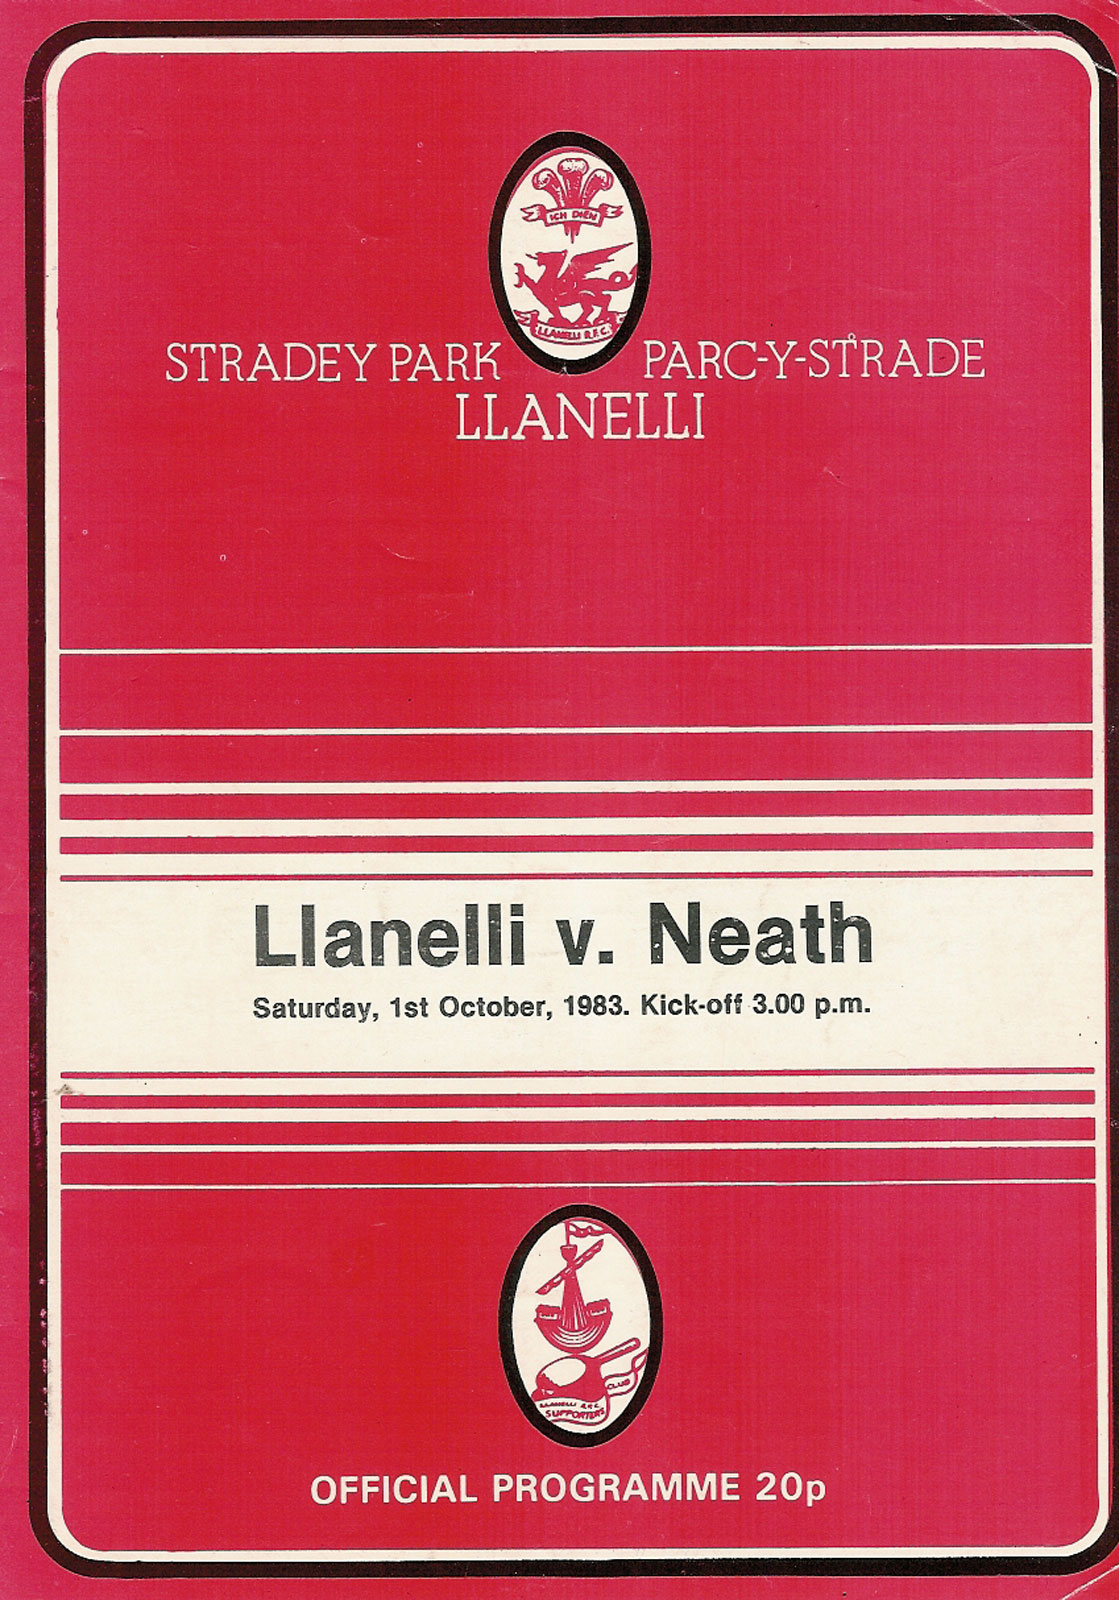 ICH DIEN
LLANELLI R.F.C.
STRADEY PARK PARC-Y-STRADE
LLANELLI
Llanelli v. Neath
Saturday, 1st October, 1983. Kick-off 3.00 p.m.
LLANELLI R.F.C.
SUPPORTERS
CLUB
OFFICIAL PROGRAMME 20p